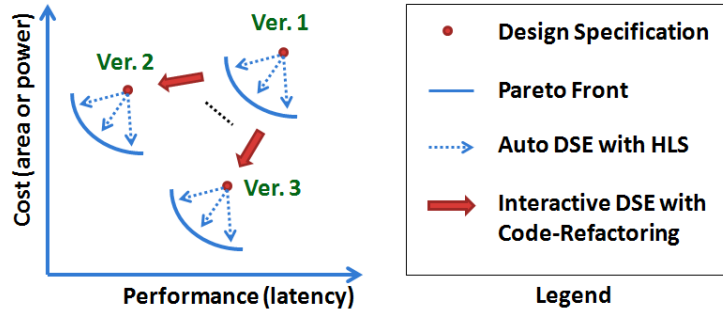 Cost (area or power)
Ver. 1
Ver. 2
Ver. 3
Performance (latency)
Design Specification
Pareto Front
Auto DSE with HLS
Interactive DSE with
Code-Refactoring
Legend